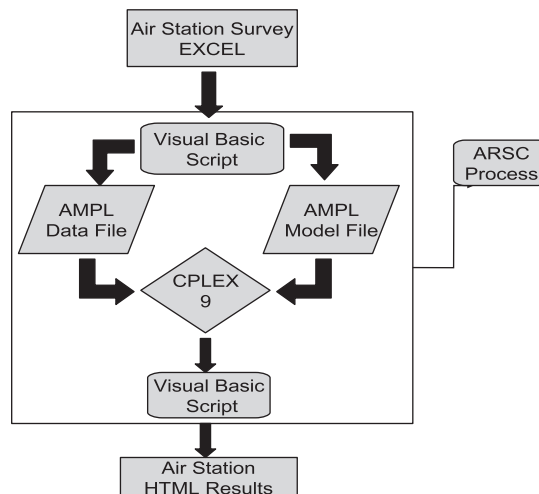 Air Station Survey
EXCEL
Visual Basic
Script
ARSC
Process
AMPL
Data File
AMPL
Model File
CPLEX
9
Visual Basic
Script
Air Station
HTML Results